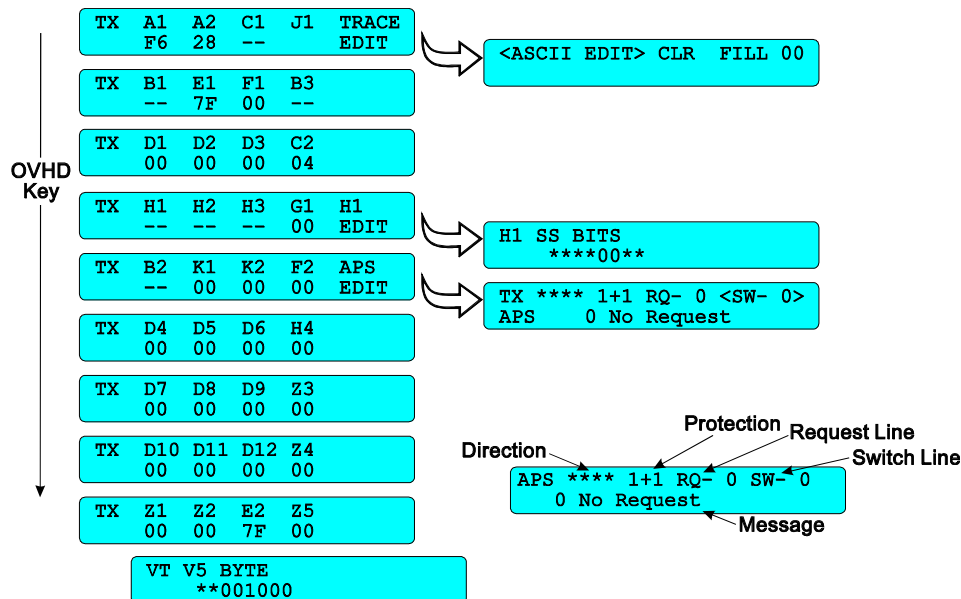 TX A1 A2 C1 J1 TRACE
F6 28 -- EDIT
<ASCII EDIT> CLR FILL 00
TX B1 E1 F1 B3
-- 7F 00 --
TX D1 D2 D3 C2
00 00 00 04
OVHD
Key
TX H1 H2 H3 G1 H1
-- -- -- 00 EDIT
H1 SS BITS
****00**
TX B2 K1 K2 F2 APS
-- 00 00 00 EDIT
TX **** 1+1 RQ- 0 <SW- 0>
APS 0 No Request
TX D4 D5 D6 H4
00 00 00 00
TX D7 D8 D9 Z3
00 00 00 00
TX D10 D11 D12 Z4
00 00 00 00
TX Z1 Z2 E2 Z5
00 00 7F 00
VT V5 BYTE
**001000
Direction
Protection
Request Line
Switch Line
APS **** 1+1 RQ- 0 SW- 0
0 No Request
Message